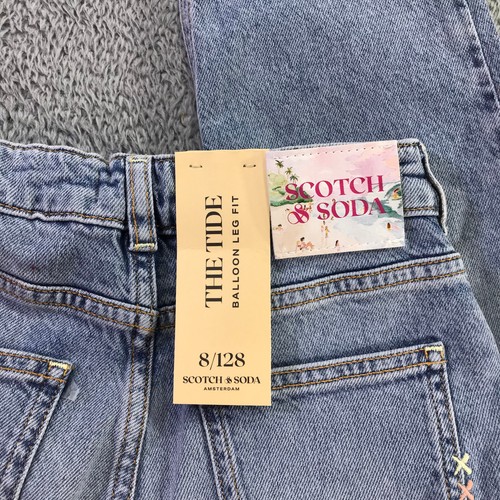 THE TIDE
BALLOON LEG FIT
8/128
SCOTCH & SODA
AMSTERDAM
SCOTCH
& SODA